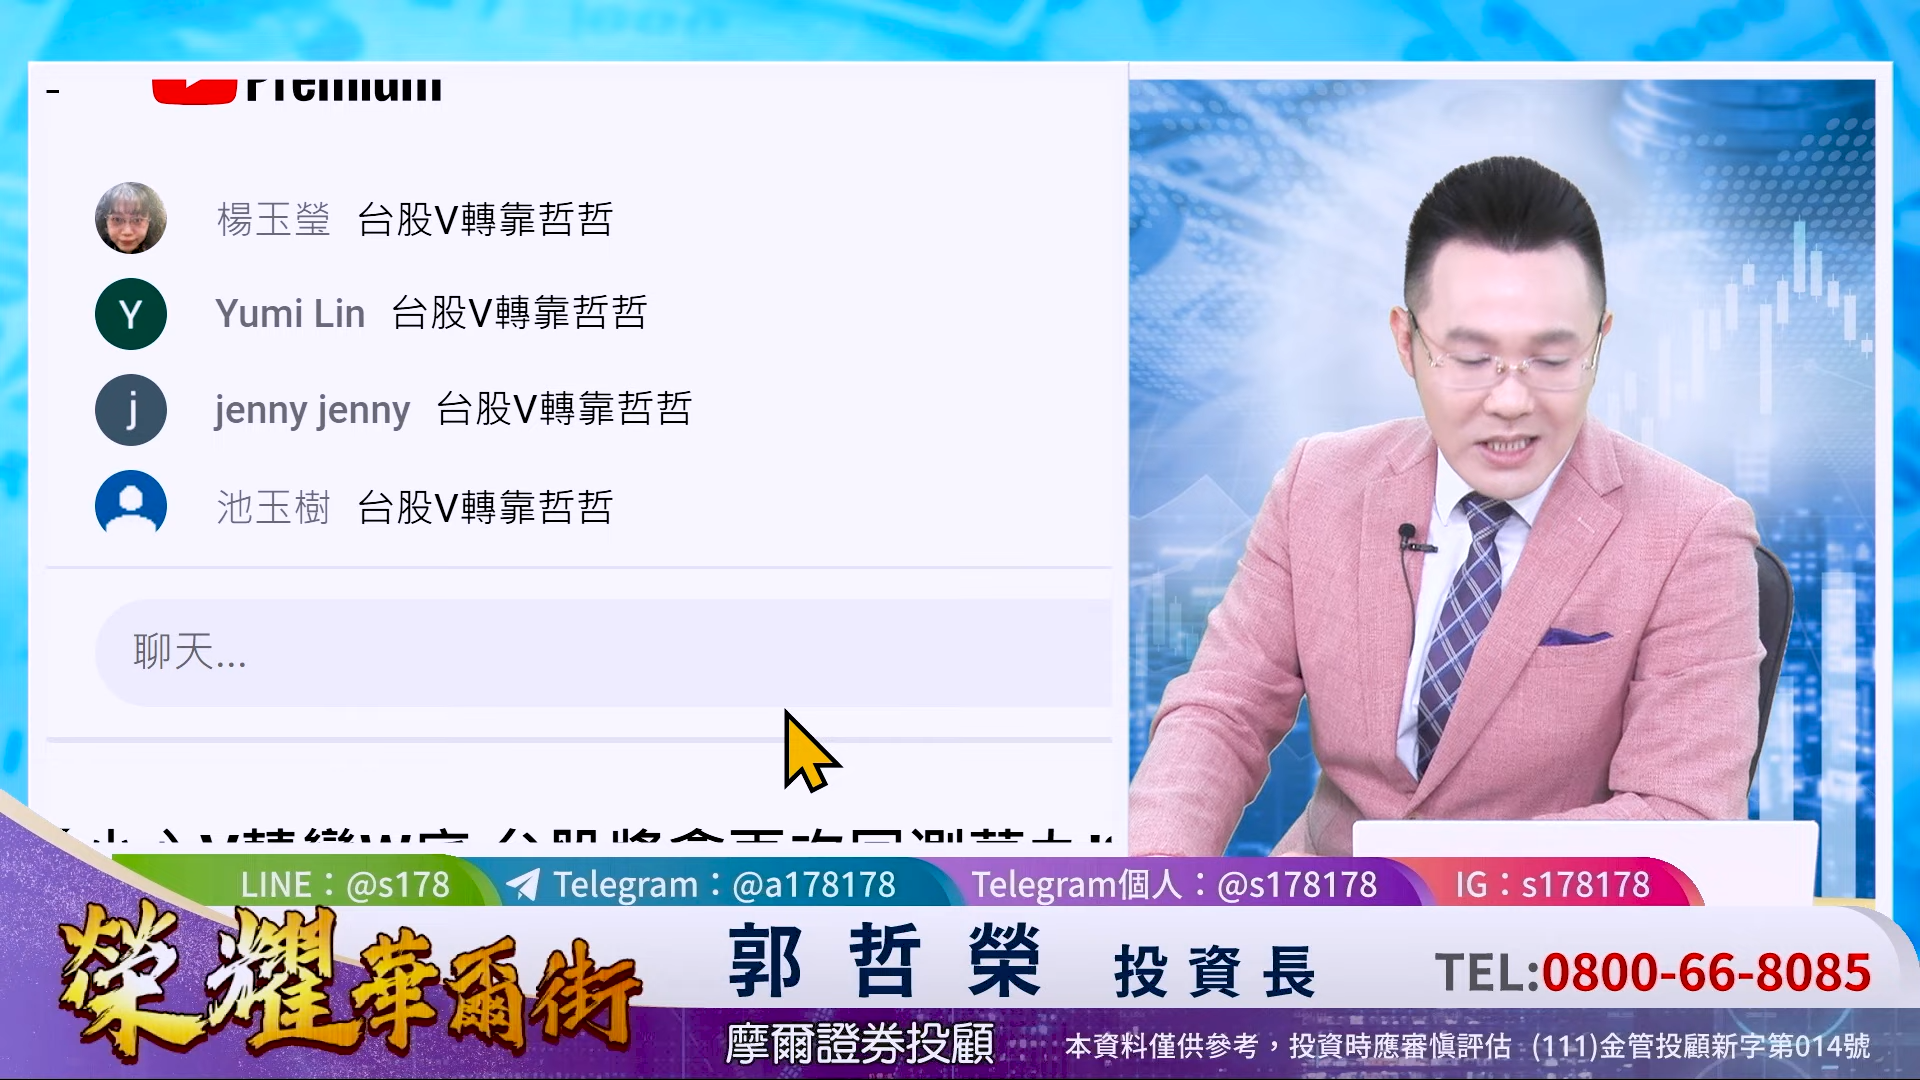 Premium
楊玉瑩 台股V轉靠哲哲
Y Yumi Lin 台股V轉靠哲哲
j jenny jenny 台股V轉靠哲哲
池玉樹 台股V轉靠哲哲
聊天...
LINE：@s178 Telegram：@a178178 Telegram個人：@s178178 IG：s178178
榮耀華爾街
郭哲榮 投資長 TEL:0800-66-8085
摩爾證券投顧 本資料僅供參考，投資時應審慎評估 (111)金管投顧新字第014號